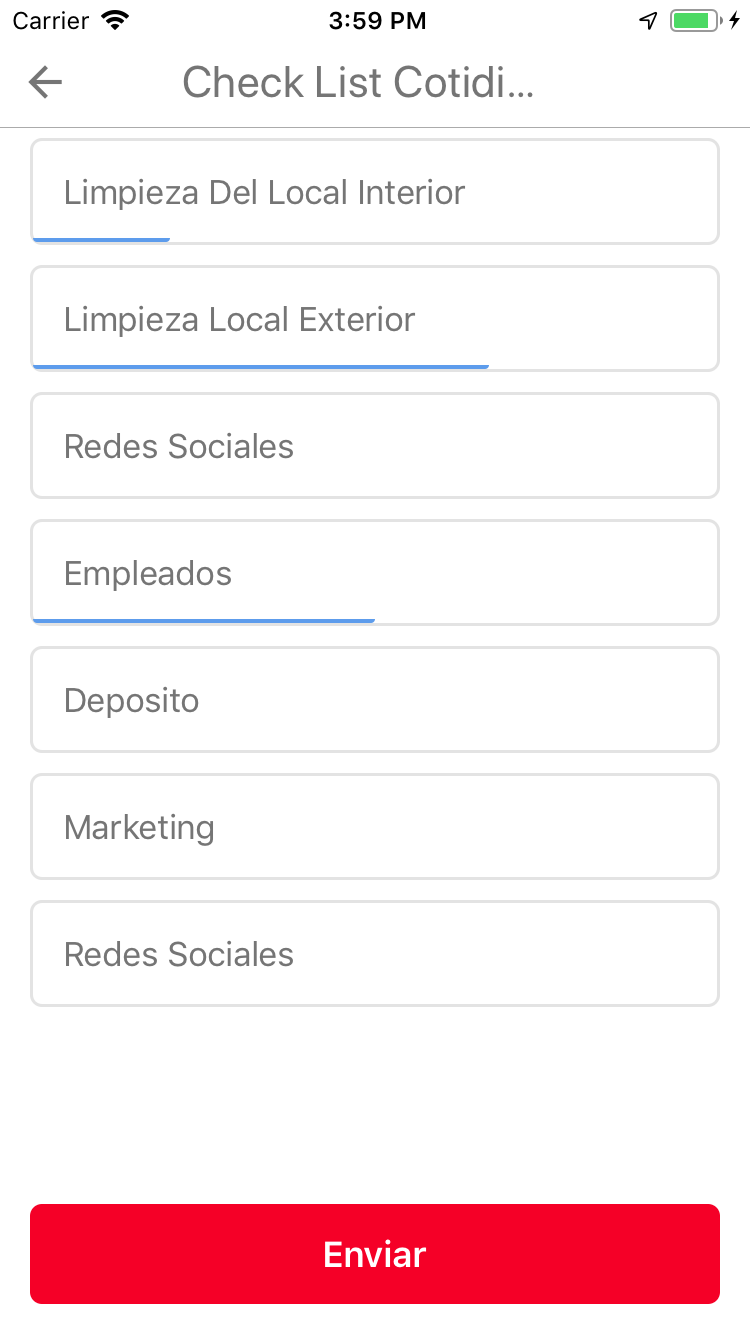 Carrier 3:59 PM
Check List Cotidi...
Limpieza Del Local Interior
Limpieza Local Exterior
Redes Sociales
Empleados
Deposito
Marketing
Redes Sociales
Enviar